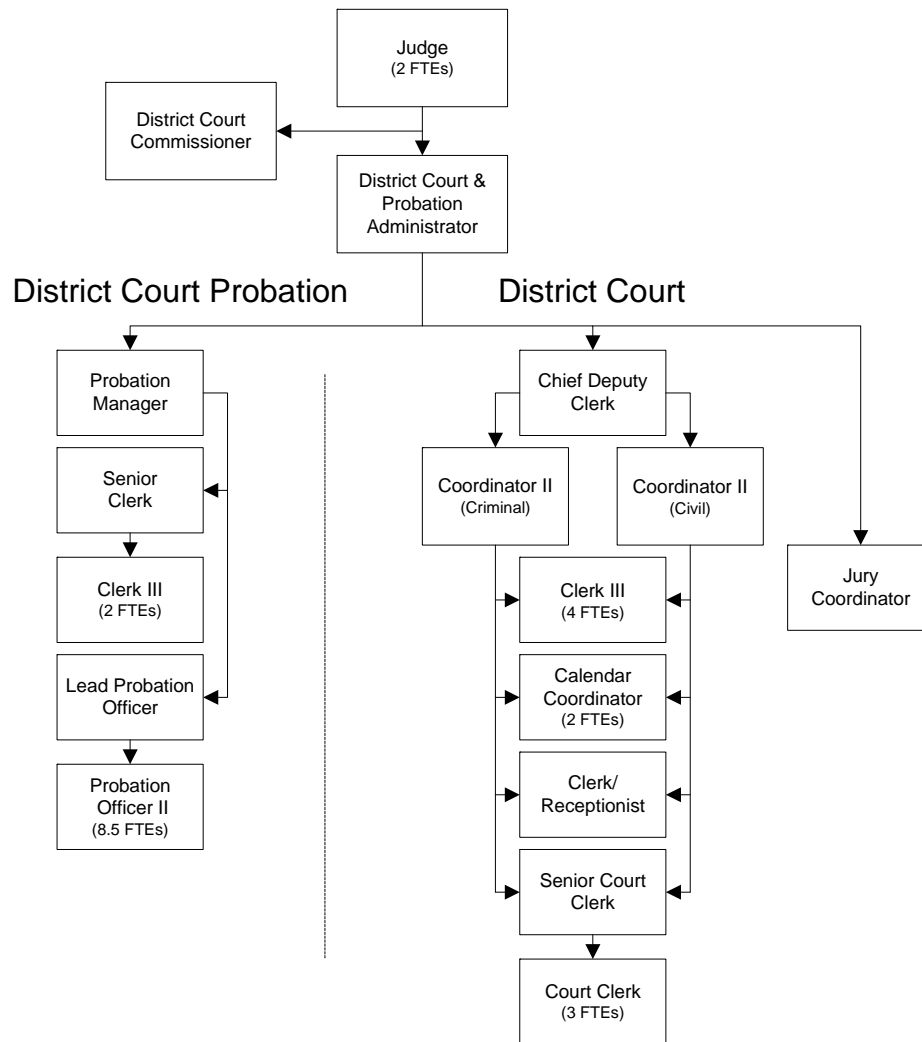 Judge
(2 FTEs)
District Court
Commissioner
District Court &
Probation
Administrator
District Court Probation
District Court
Probation
Manager
Senior
Clerk
Clerk III
(2 FTEs)
Lead Probation
Officer
Probation
Officer II
(8.5 FTEs)
Chief Deputy
Clerk
Coordinator II
(Criminal)
Coordinator II
(Civil)
Clerk III
(4 FTEs)
Calendar
Coordinator
(2 FTEs)
Clerk/
Receptionist
Senior Court
Clerk
Court Clerk
(3 FTEs)
Jury
Coordinator